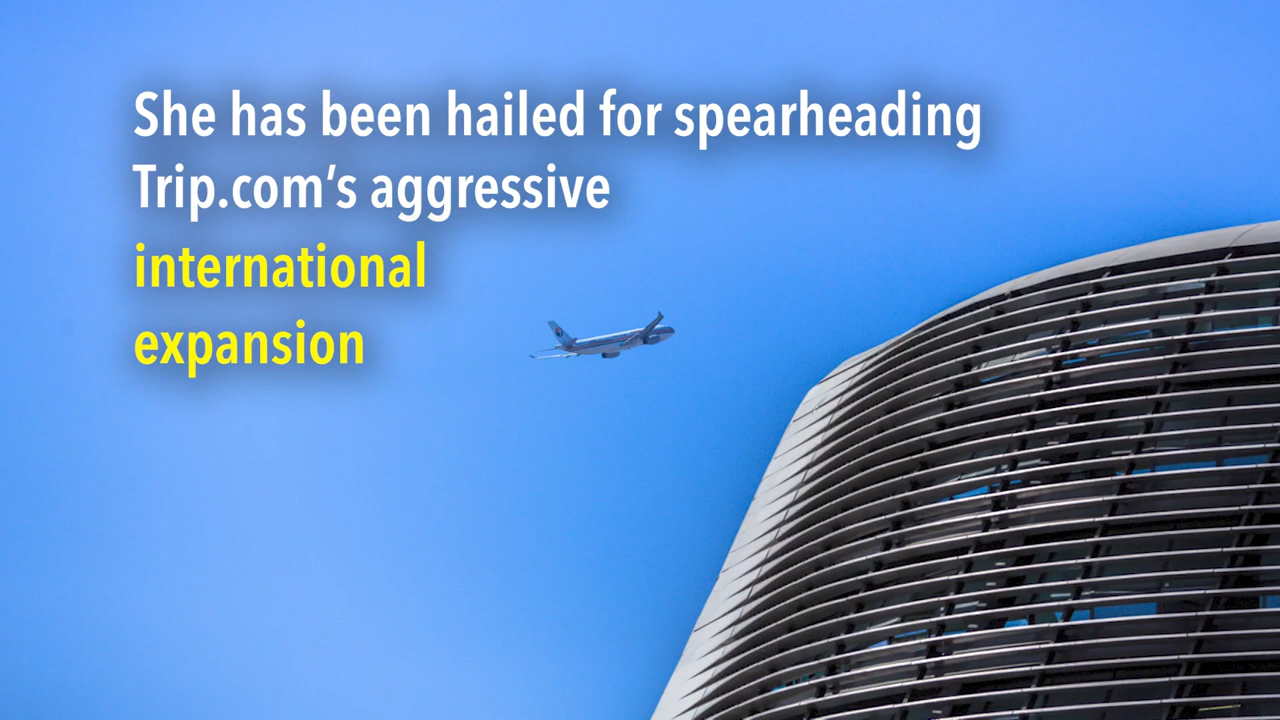 She has been hailed for spearheading
Trip.com’s aggressive
international
expansion